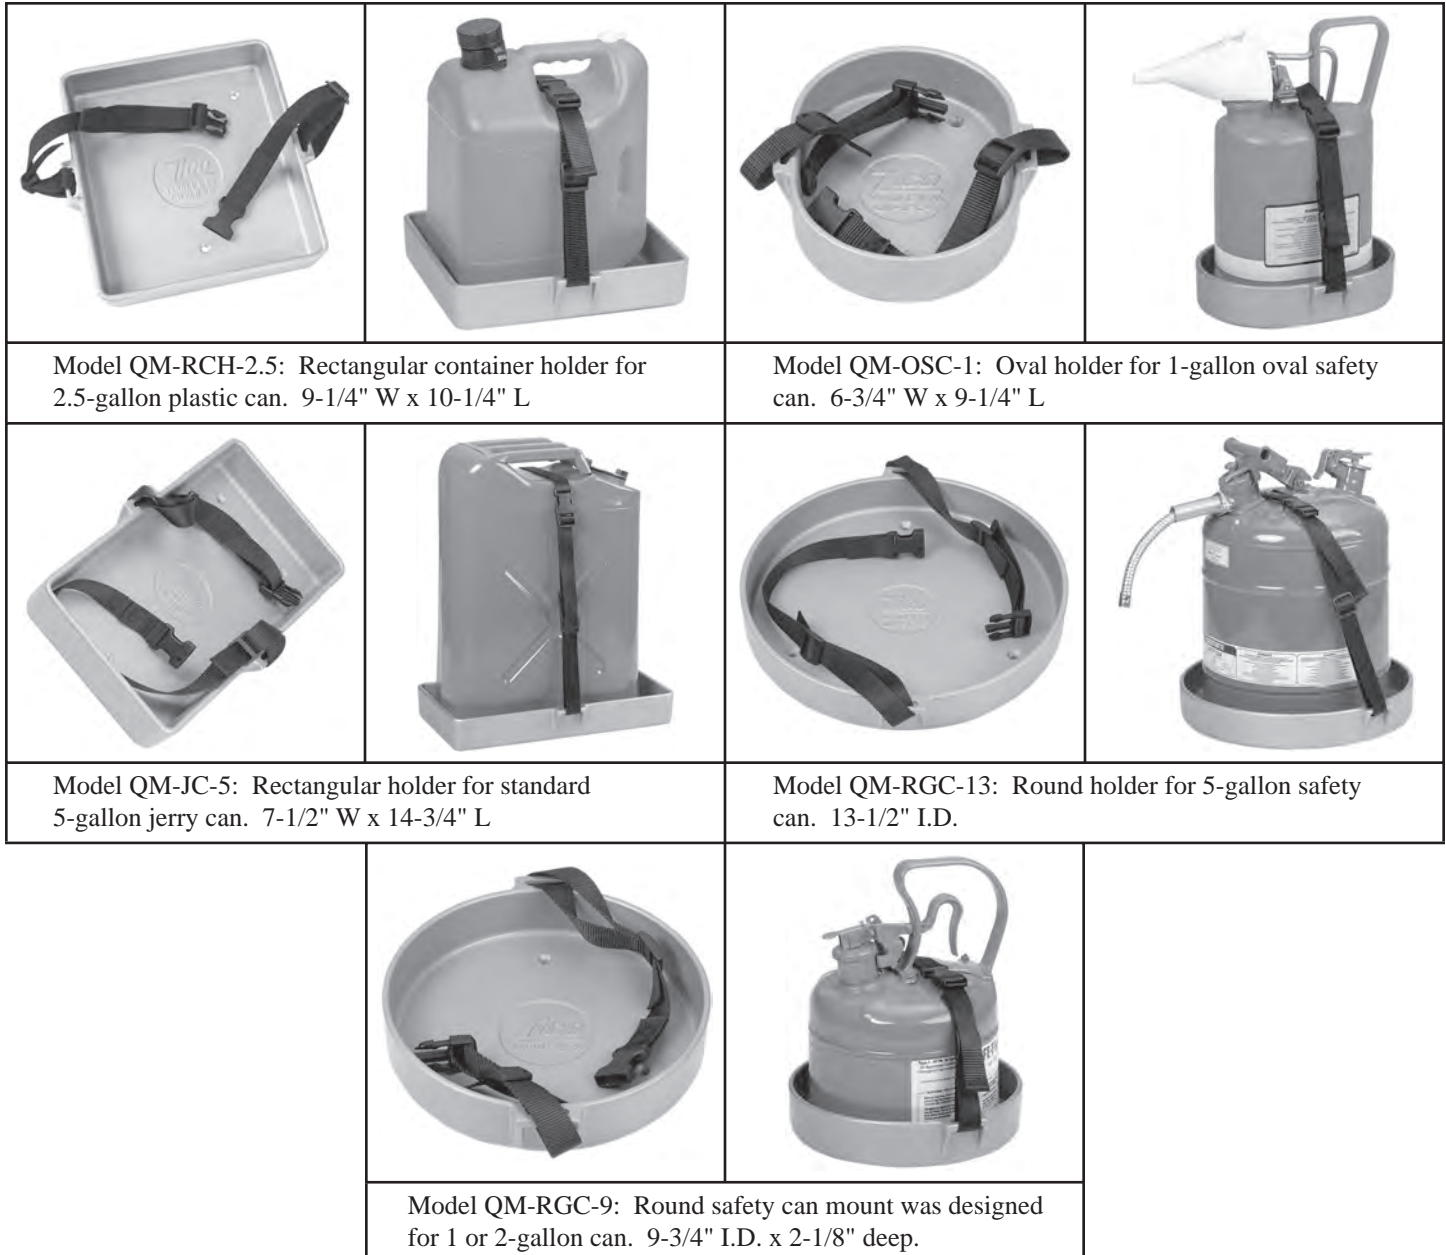 Zico
Model QM-RCH-2.5:  Rectangular container holder for
2.5-gallon plastic can.  9-1/4" W x 10-1/4" L
Zico
Model QM-OSC-1:  Oval holder for 1-gallon oval safety
can.  6-3/4" W x 9-1/4" L
Model QM-JC-5:  Rectangular holder for standard
5-gallon jerry can.  7-1/2" W x 14-3/4" L
Model QM-RGC-13:  Round holder for 5-gallon safety
can.  13-1/2" I.D.
Zico
Model QM-RGC-9:  Round safety can mount was designed
for 1 or 2-gallon can.  9-3/4" I.D. x 2-1/8" deep.